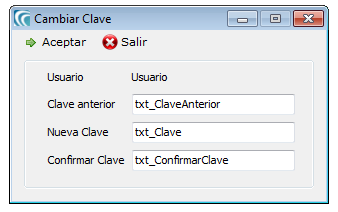 Cambiar Clave
Aceptar Salir
Usuario Usuario
Clave anterior txt_ClaveAnterior
Nueva Clave txt_Clave
Confirmar Clave txt_ConfirmarClave